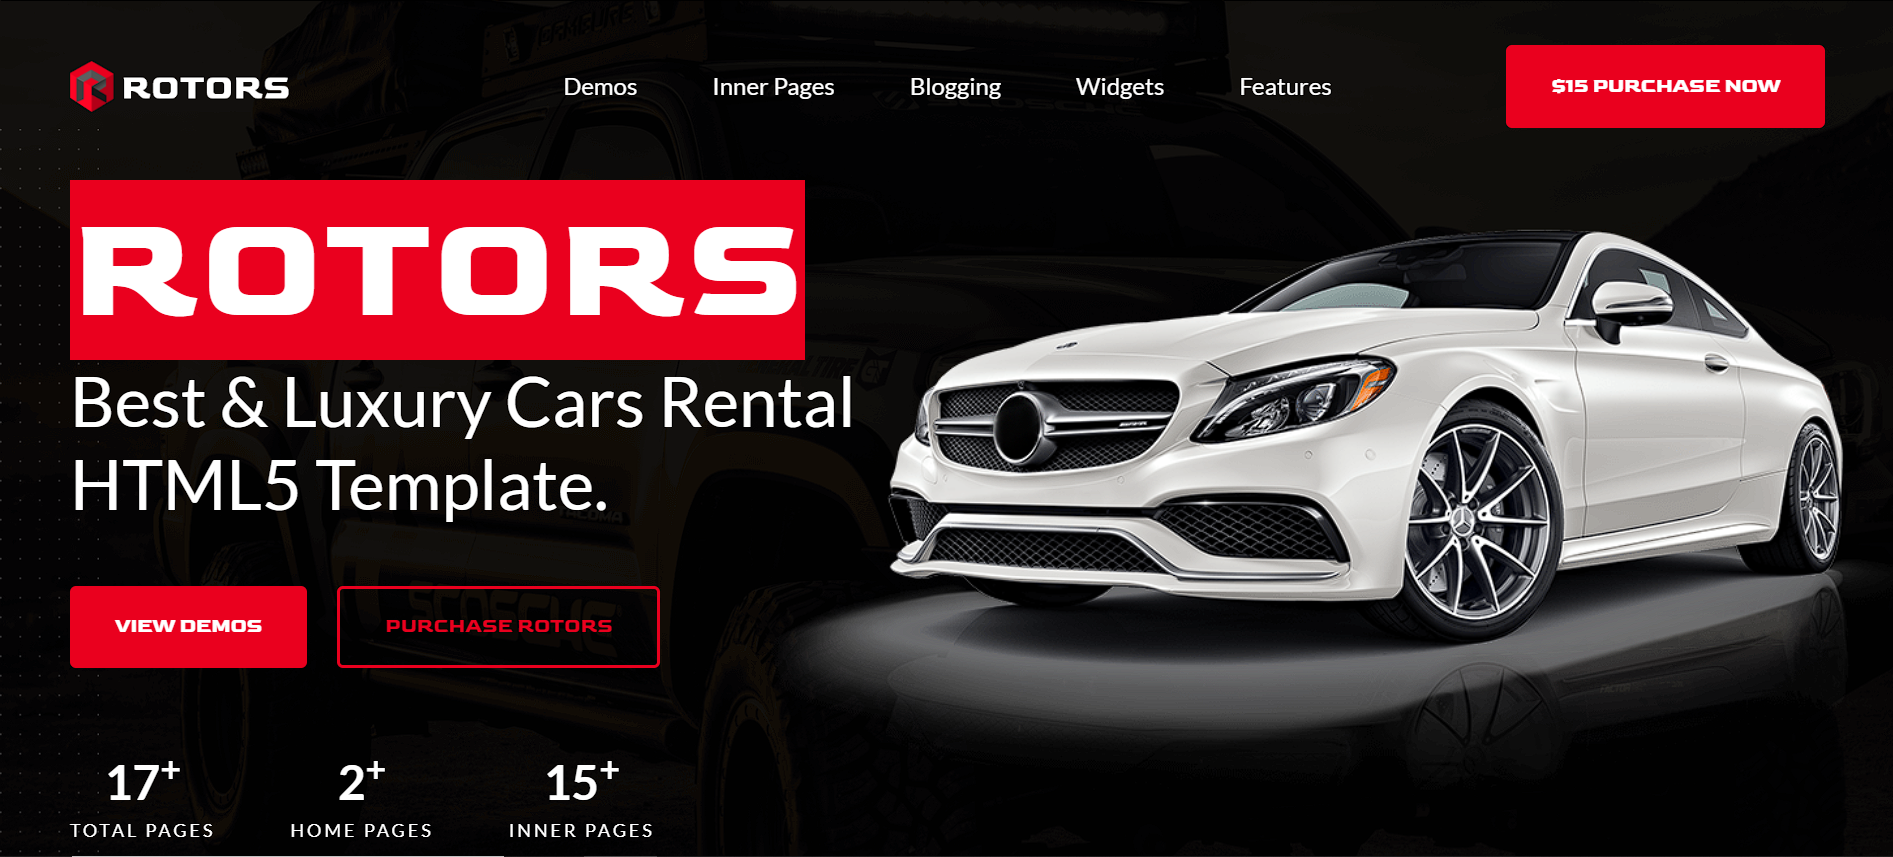 ROTORS
Demos
Inner Pages
Blogging
Widgets
Features
$15 PURCHASE NOW
ROTORS
Best & Luxury Cars Rental
HTML5 Template.
VIEW DEMOS
PURCHASE ROTORS
17+
2+
15+
TOTAL PAGES
HOME PAGES
INNER PAGES